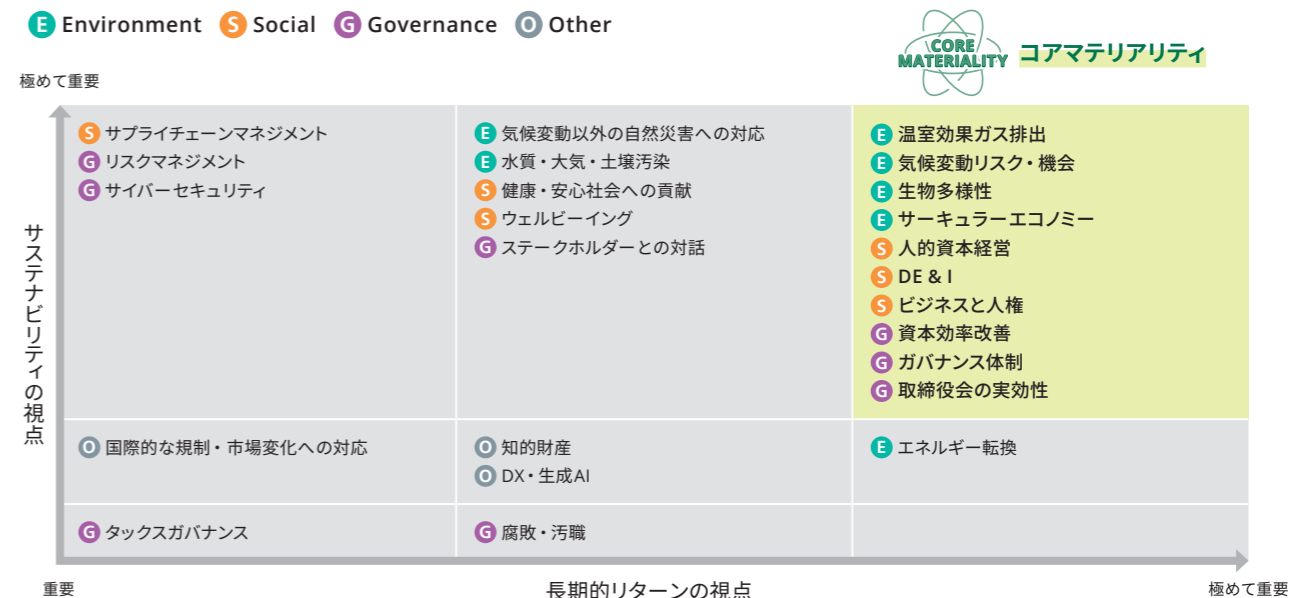 E Environment S Social G Governance O Other
CORE
MATERIALITY
コアマテリアリティ
極めて重要
サステナビリティの視点
S サプライチェーンマネジメント
G リスクマネジメント
G サイバーセキュリティ
E 気候変動以外の自然災害への対応
E 水質・大気・土壌汚染
S 健康・安心社会への貢献
S ウェルビーイング
G ステークホルダーとの対話
E 温室効果ガス排出
E 気候変動リスク・機会
E 生物多様性
E サーキュラーエコノミー
S 人的資本経営
S DE & I
S ビジネスと人権
G 資本効率改善
G ガバナンス体制
G 取締役会の実効性
O 国際的な規制・市場変化への対応
O 知的財産
O DX・生成AI
E エネルギー転換
G タックスガバナンス
G 腐敗・汚職
重要
長期的リターンの視点
極めて重要